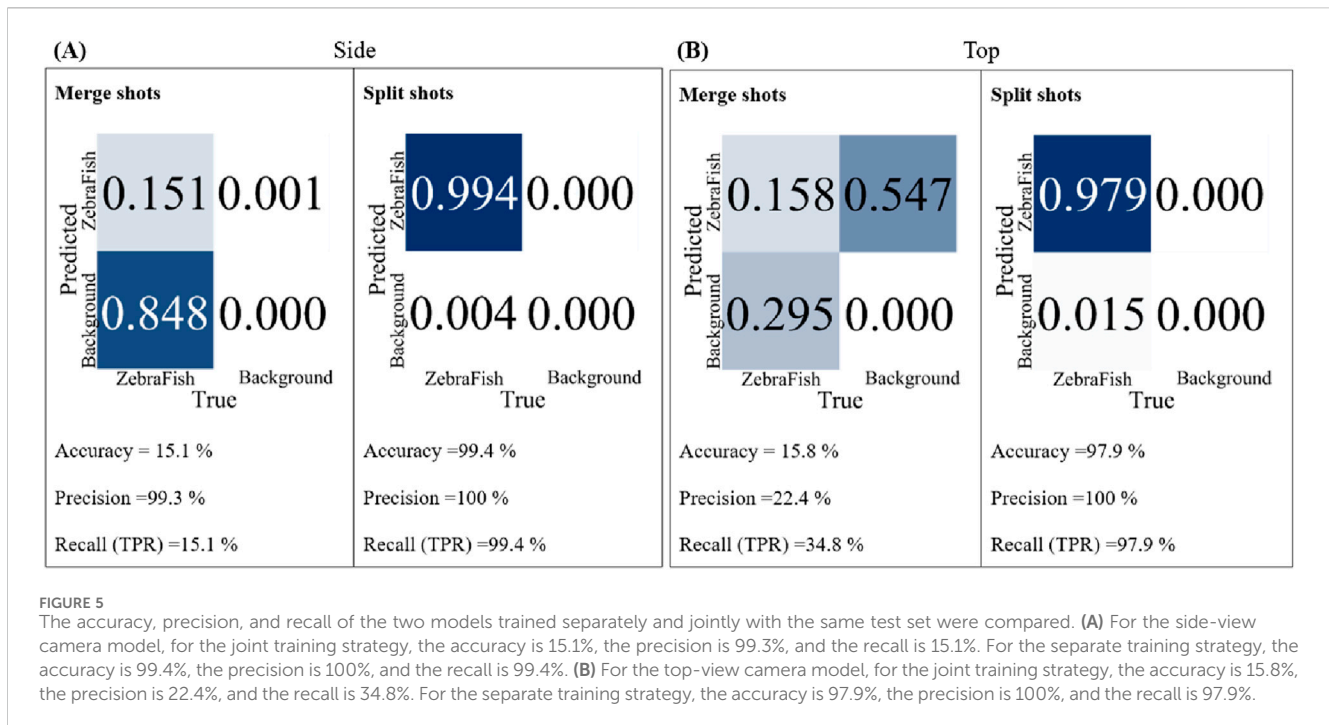 (A) Side
Merge shots
Predicted
ZebraFish
Background
0.151 0.001
0.848 0.000
ZebraFish Background
True
Accuracy = 15.1 %
Precision =99.3 %
Recall (TPR) =15.1 %
Split shots
Predicted
ZebraFish
Background
0.994 0.000
0.004 0.000
ZebraFish Background
True
Accuracy =99.4 %
Precision =100 %
Recall (TPR) =99.4 %
(B) Top
Merge shots
Predicted
ZebraFish
Background
0.158 0.547
0.295 0.000
ZebraFish Background
True
Accuracy = 15.8 %
Precision =22.4 %
Recall (TPR) =34.8 %
Split shots
Predicted
ZebraFish
Background
0.979 0.000
0.015 0.000
ZebraFish Background
True
Accuracy =97.9 %
Precision =100 %
Recall (TPR) =97.9 %
FIGURE 5
The accuracy, precision, and recall of the two models trained separately and jointly with the same test set were compared. (A) For the side-view
camera model, for the joint training strategy, the accuracy is 15.1%, the precision is 99.3%, and the recall is 15.1%. For the separate training strategy, the
accuracy is 99.4%, the precision is 100%, and the recall is 99.4%. (B) For the top-view camera model, for the joint training strategy, the accuracy is 15.8%,
the precision is 22.4%, and the recall is 34.8%. For the separate training strategy, the accuracy is 97.9%, the precision is 100%, and the recall is 97.9%.